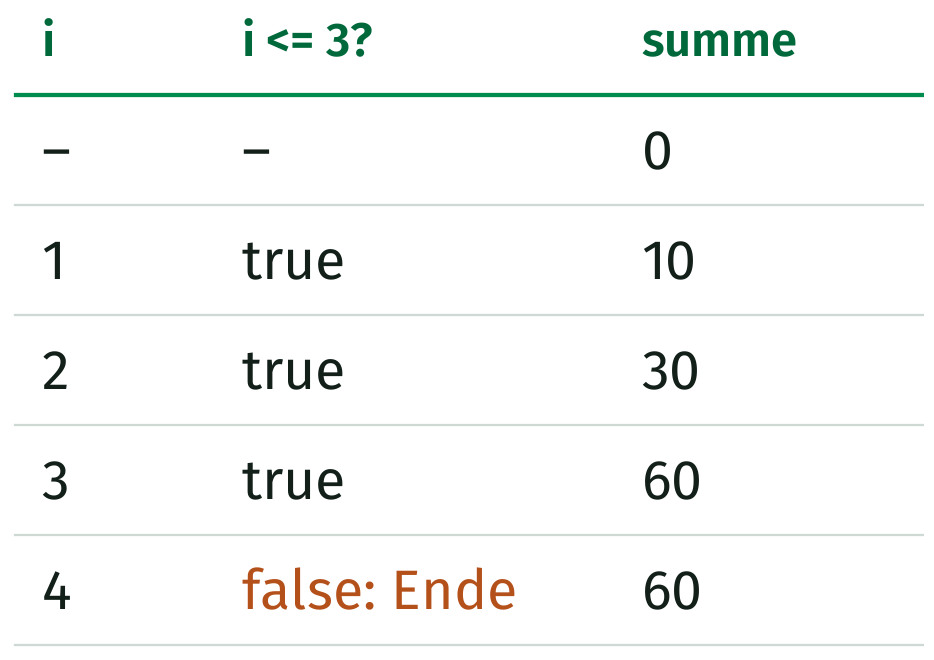 i i <= 3? summe
– – 0
1 true 10
2 true 30
3 true 60
4 false: Ende 60